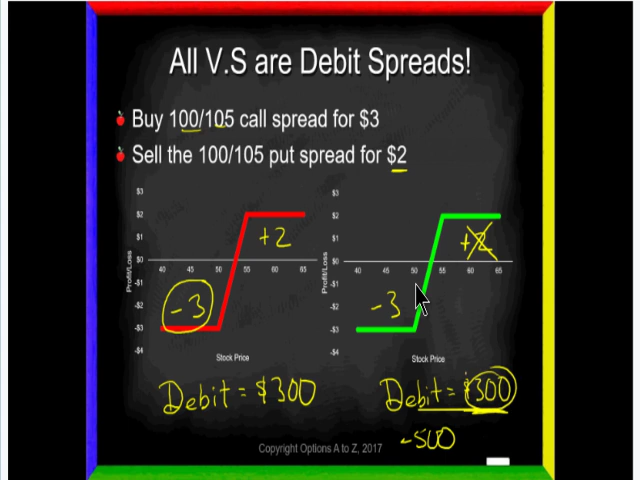 All V.S are Debit Spreads!
Buy 100/105 call spread for $3
Sell the 100/105 put spread for $2
$3
$2
$1
$0
-$1
-$2
-$3
-$4
Profit/Loss
40 45 50 55 60 65
Stock Price
+2
-3
$3
$2
$1
$0
-$1
-$2
-$3
-$4
Profit/Loss
40 45 50 55 60 65
Stock Price
+2
-3
Debit = $300
Debit = $300
-500
Copyright Options A to Z, 2017